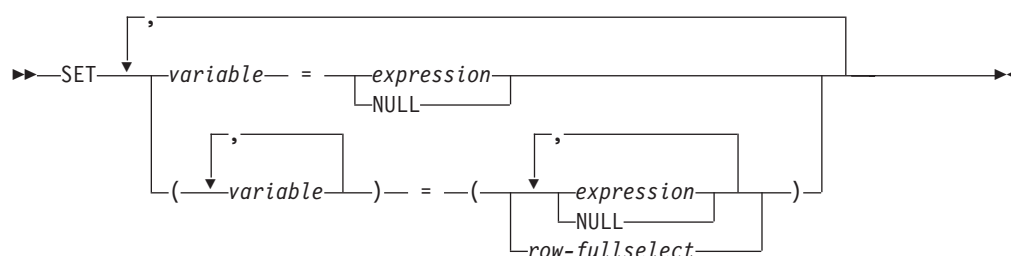 ,
SET variable = expression
NULL
, ,
( variable ) = ( expression )
NULL
row-fullselect